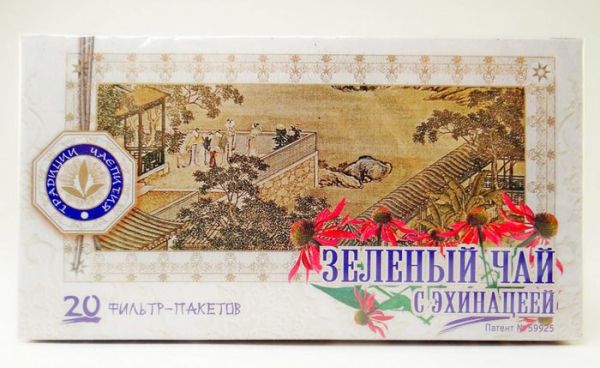 ТРАДИЦИИ ЧАЕПИТИЯ
ЗЕЛЕНЫЙ ЧАЙ
С ЭХИНАЦЕЕЙ
Патент № 59925
20 ФИЛЬТР-ПАКЕТОВ